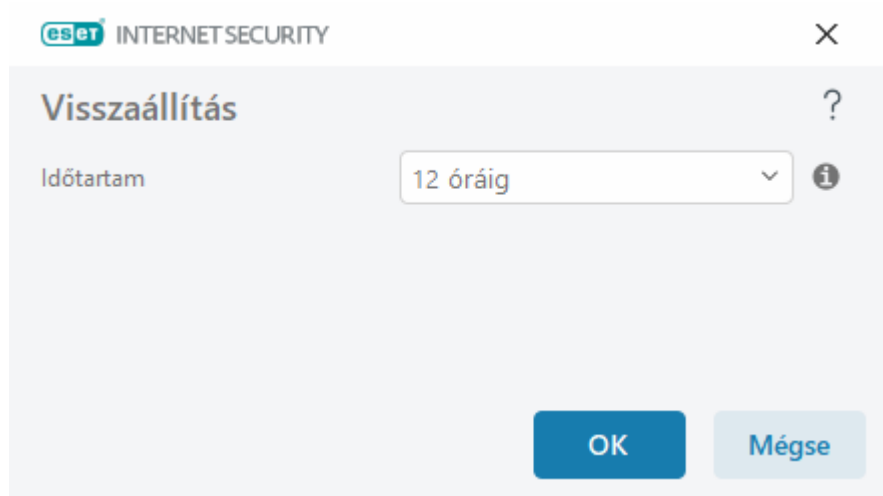 eset INTERNET SECURITY
Visszaállítás
Időtartam 12 óráig
OK Mégse